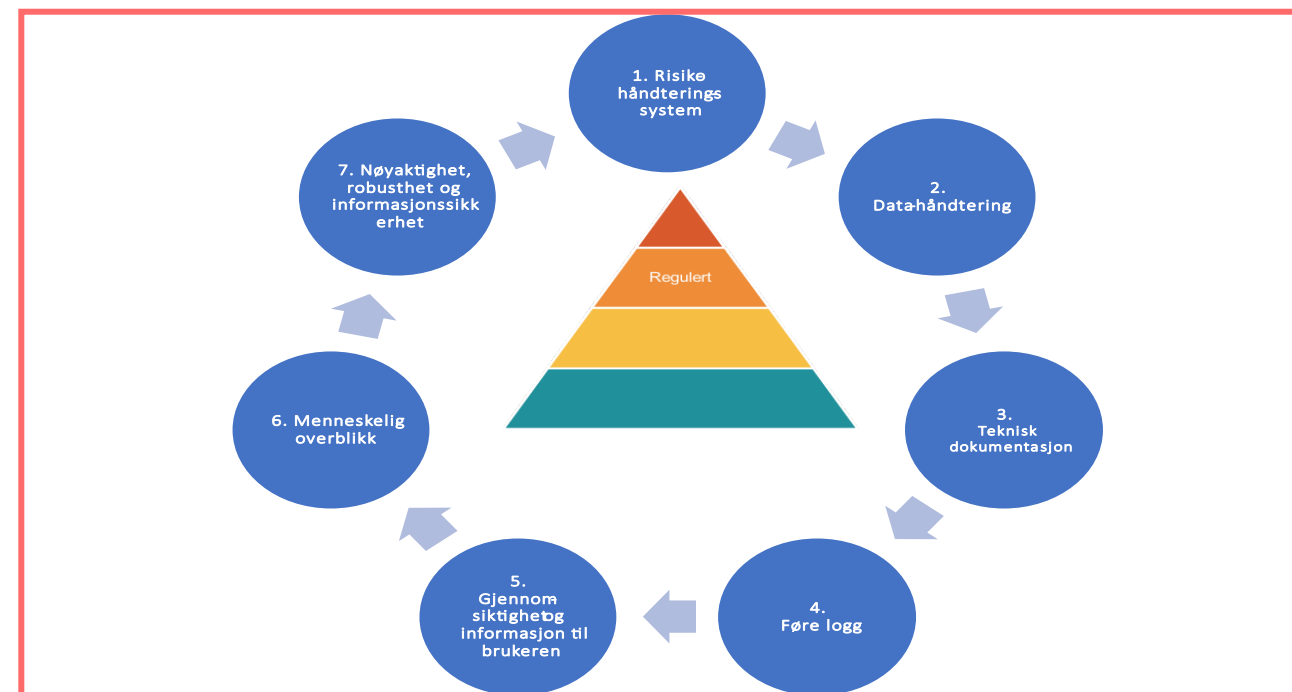 1. Risiko-
håndterings-
system
2.
Data-håndtering
3.
Teknisk
dokumentasjon
4.
Føre logg
5.
Gjennom-
siktighet og
informasjon til
brukeren
6. Menneskelig
overblikk
7. Nøyaktighet,
robusthet og
informasjonssikk
erhet
Regulert